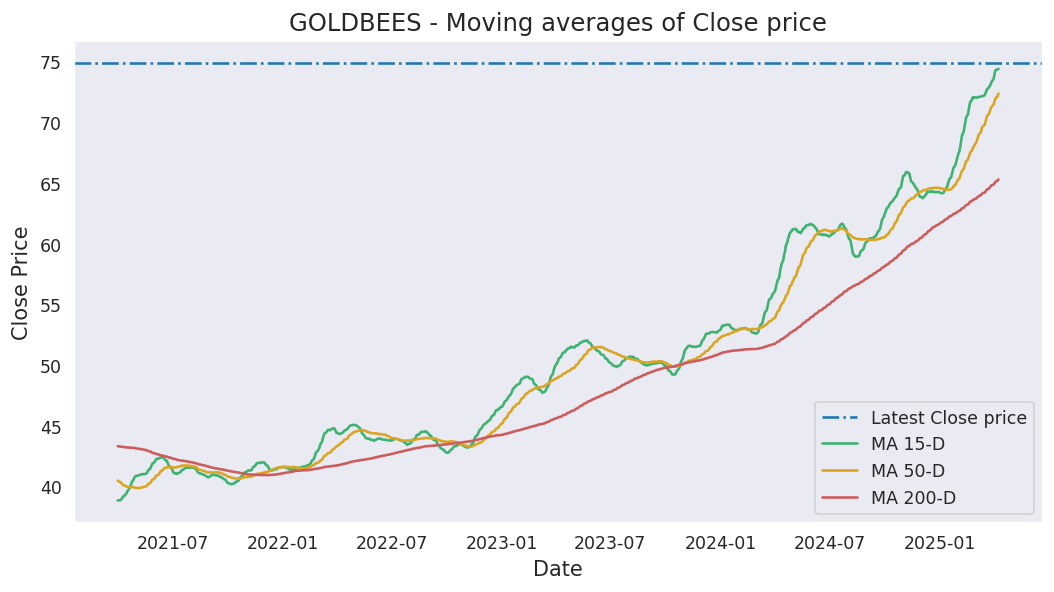 GOLDBEES - Moving averages of Close price
Close Price
75
70
65
60
55
50
45
40
2021-07
2022-01
2022-07
2023-01
2023-07
2024-01
2024-07
2025-01
Date
Latest Close price
MA 15-D
MA 50-D
MA 200-D